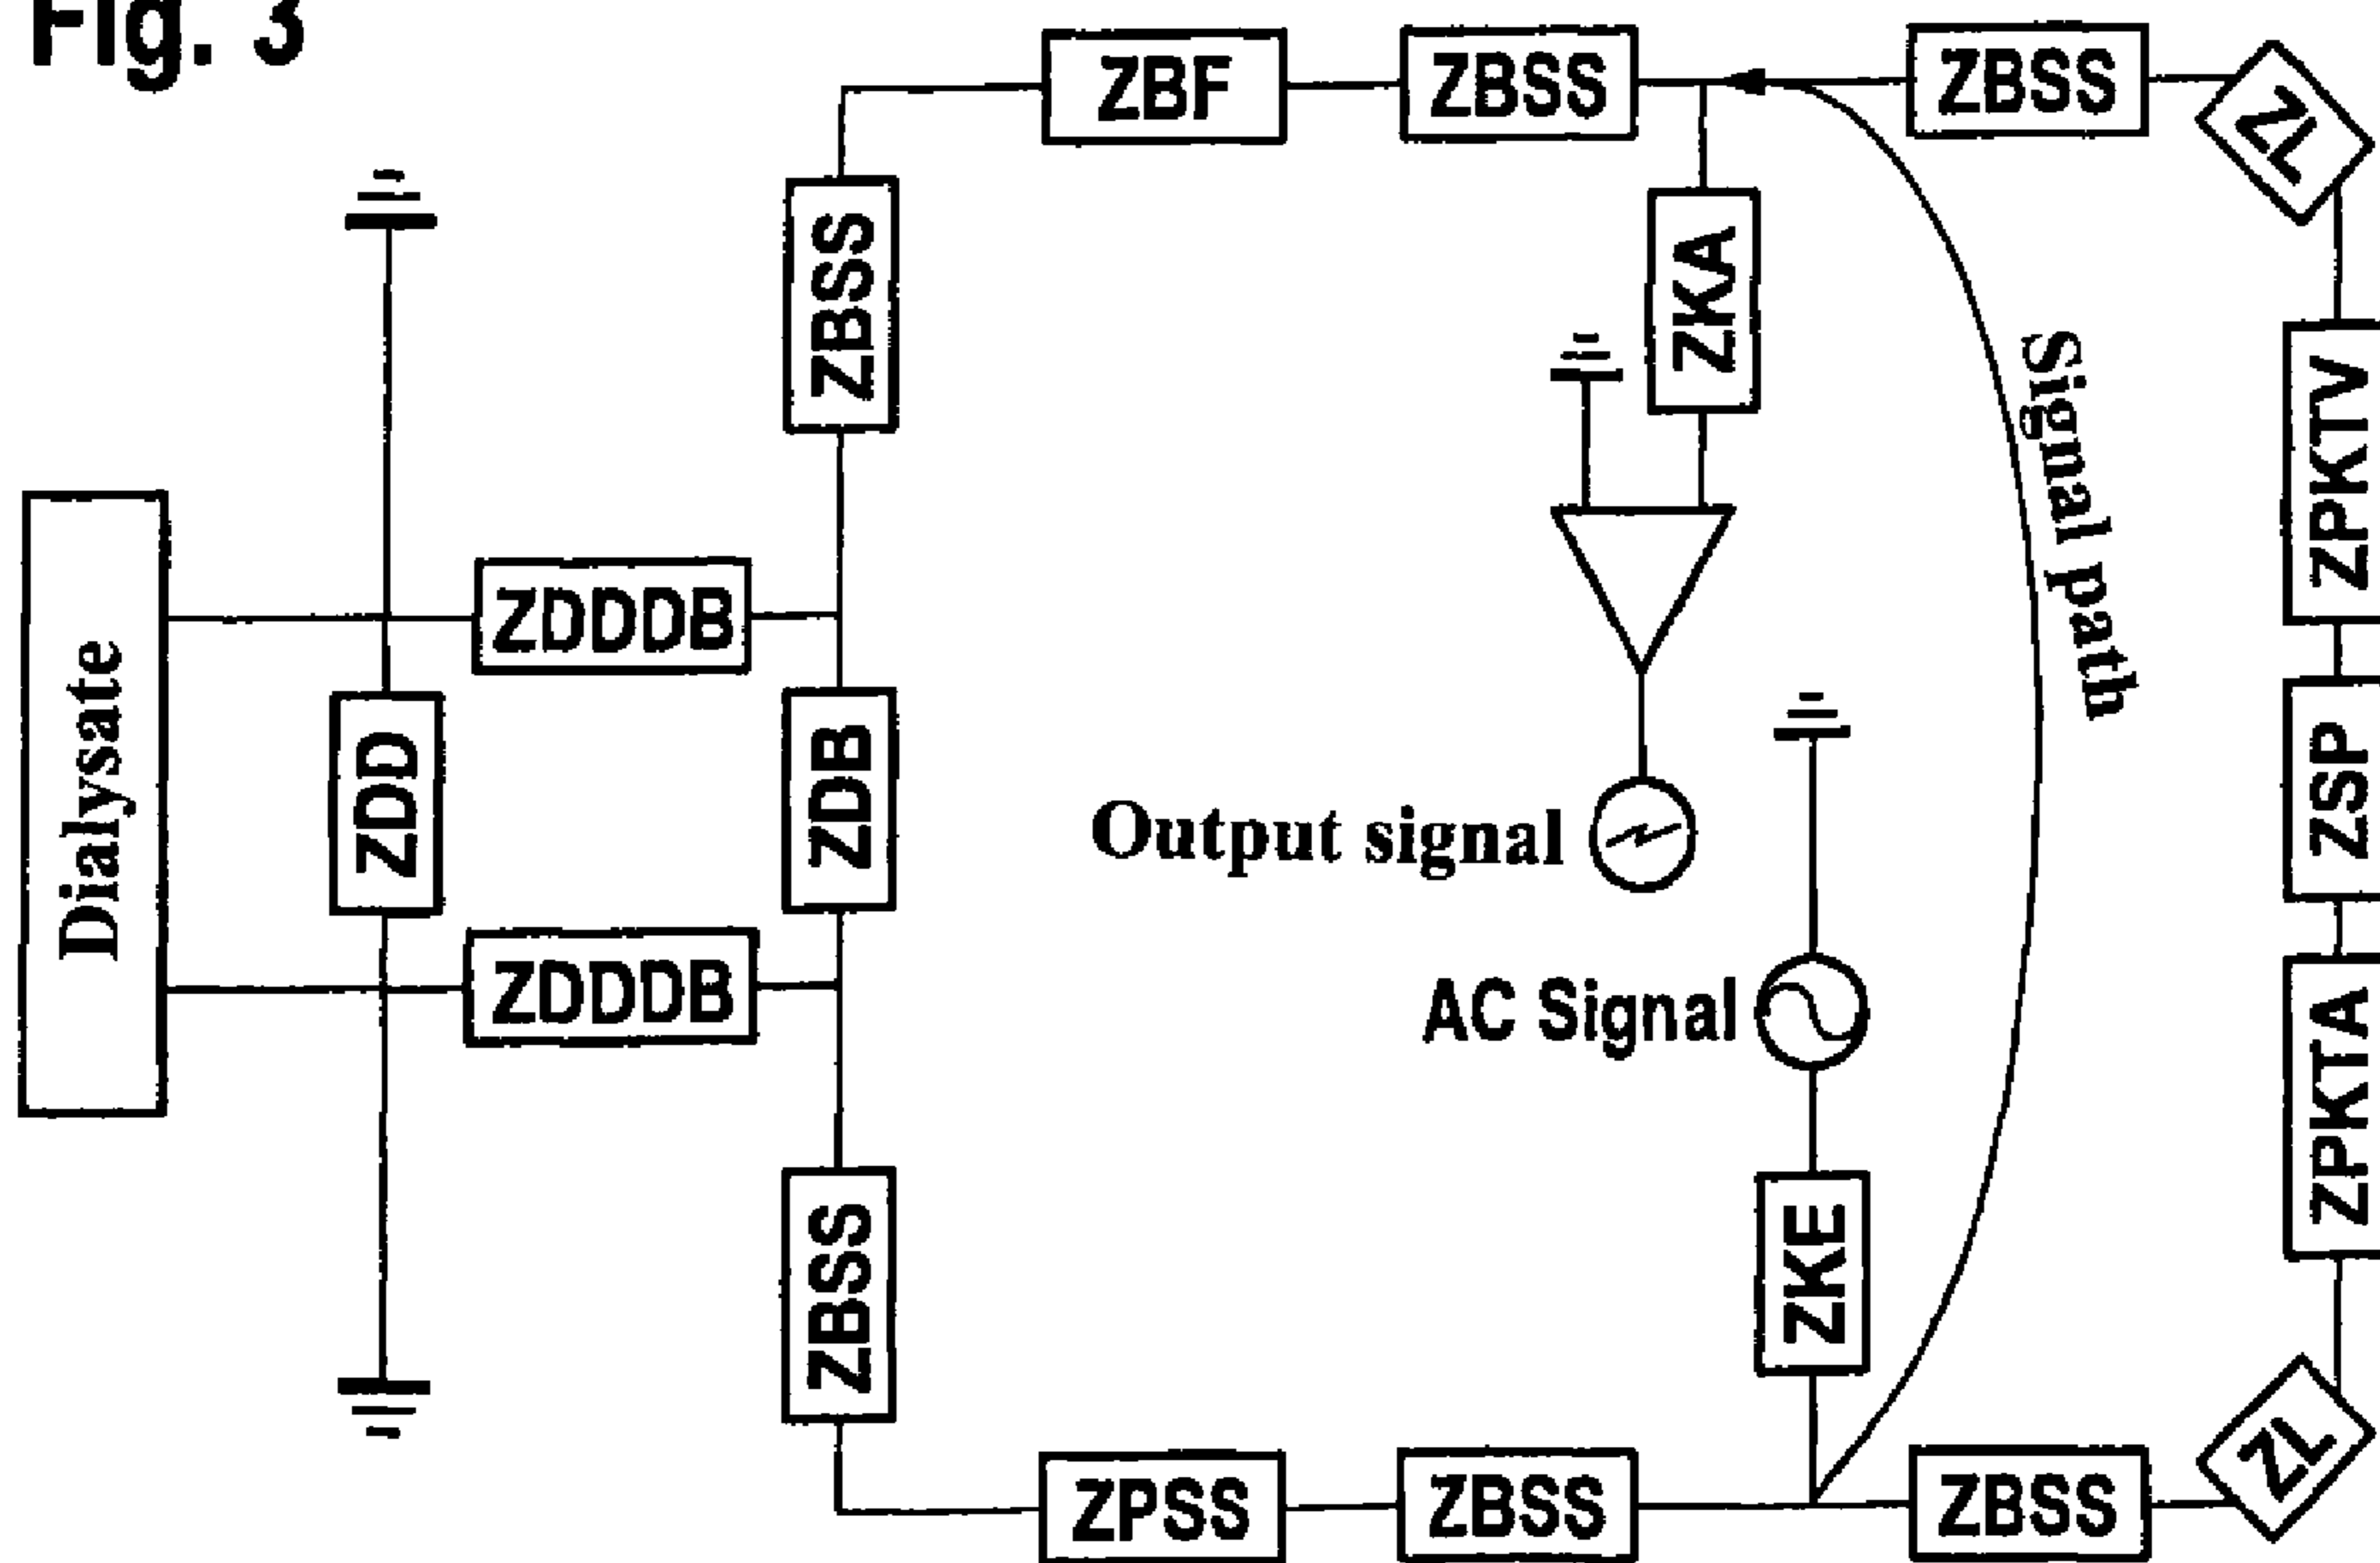 Fig. 3
ZBF
ZBSS
ZBSS
ZL
ZBSS
ZKA
Signal path
ZPKTV
Dialysate
ZDDDB
ZDD
ZDB
ZSP
Output signal
ZDDDB
AC Signal
ZPKTA
ZBSS
ZKE
ZL
ZPSS
ZBSS
ZBSS